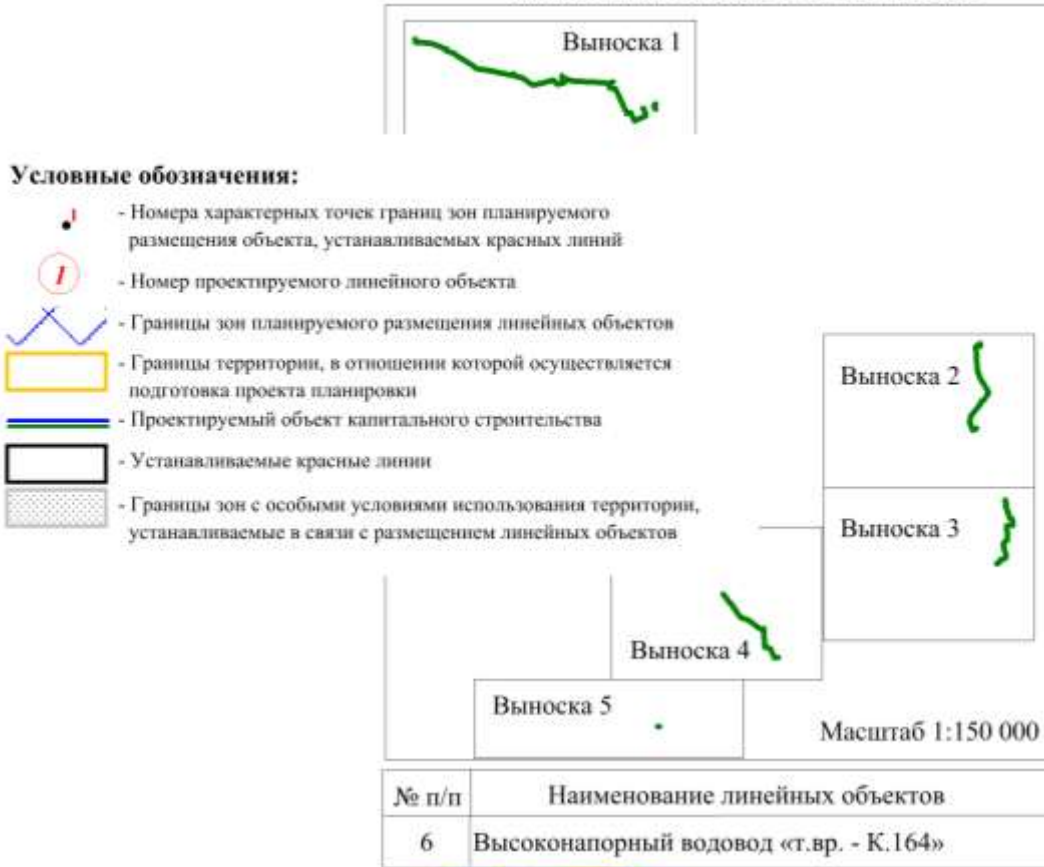 Выноска 1
Условные обозначения:
1
- Номера характерных точек границ зон планируемого
размещения объекта, устанавливаемых красных линий
1
- Номер проектируемого линейного объекта
- Границы зон планируемого размещения линейных объектов
- Границы территории, в отношении которой осуществляется
подготовка проекта планировки
- Проектируемый объект капитального строительства
- Устанавливаемые красные линии
- Границы зон с особыми условиями использования территории,
устанавливаемые в связи с размещением линейных объектов
Выноска 2
Выноска 3
Выноска 4
Выноска 5
Масштаб 1:150 000
№ п/п Наименование линейных объектов
6 Высоконапорный водовод «т.вр. - К.164»